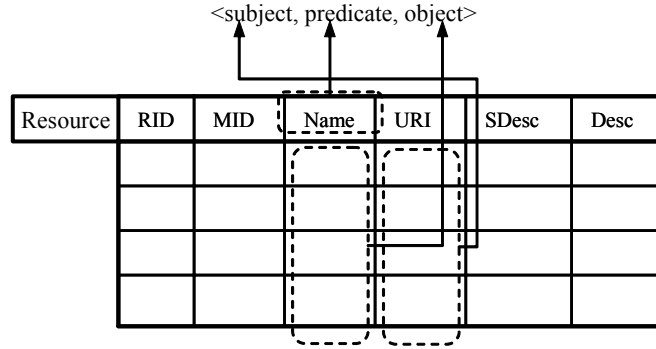 <subject, predicate, object>
Resource RID MID Name URI SDesc Desc